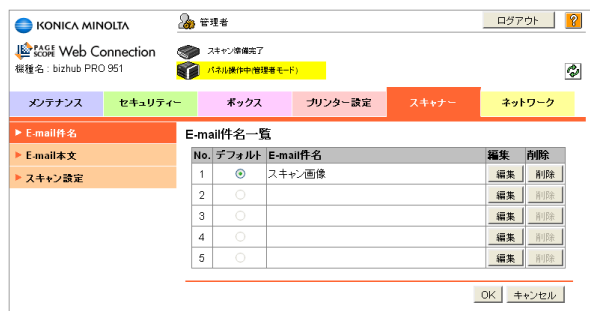 KONICA MINOLTA
管理者
ログアウト
?
PAGE SCOPE Web Connection
スキャン準備完了
機種名 : bizhub PRO 951
パネル操作中(管理者モード)
メンテナンス
セキュリティー
ボックス
プリンター設定
スキャナー
ネットワーク
E-mail件名
E-mail本文
スキャン設定
E-mail件名一覧
No. デフォルト E-mail件名 編集 削除
1 スキャン画像 編集 削除
2 編集 削除
3 編集 削除
4 編集 削除
5 編集 削除
OK キャンセル